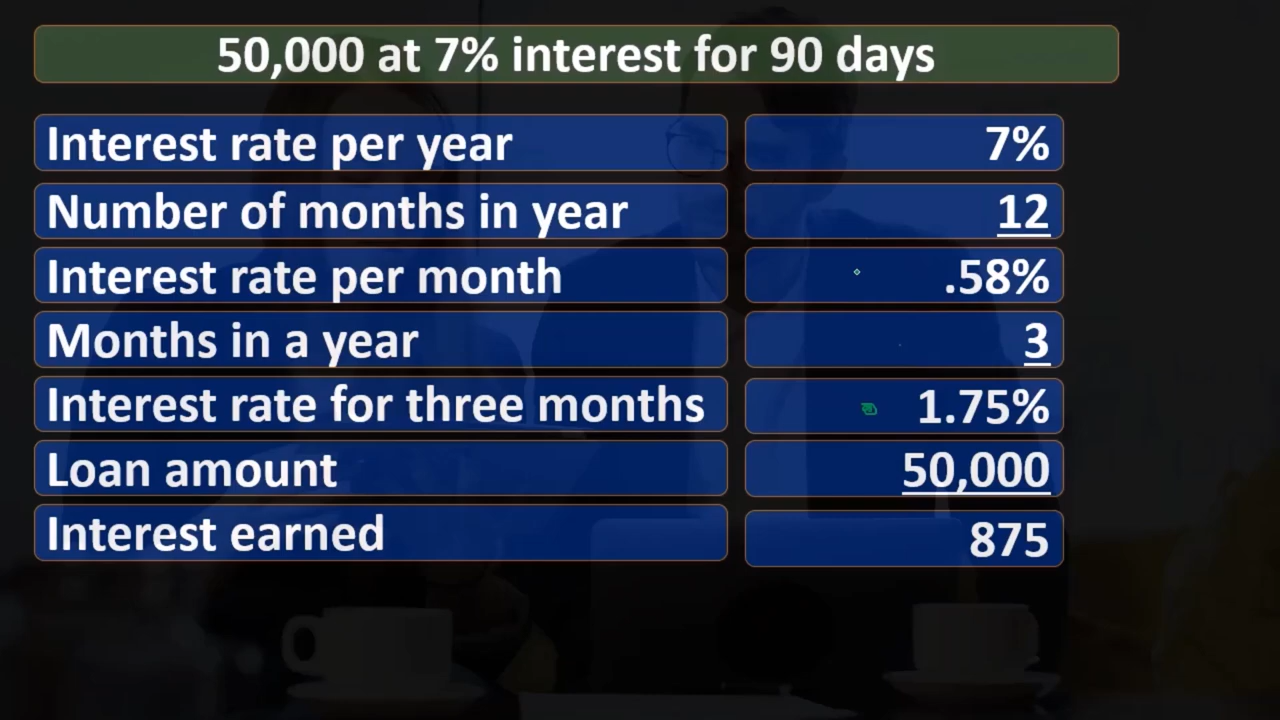 50,000 at 7% interest for 90 days
Interest rate per year 7%
Number of months in year 12
Interest rate per month .58%
Months in a year 3
Interest rate for three months 1.75%
Loan amount 50,000
Interest earned 875